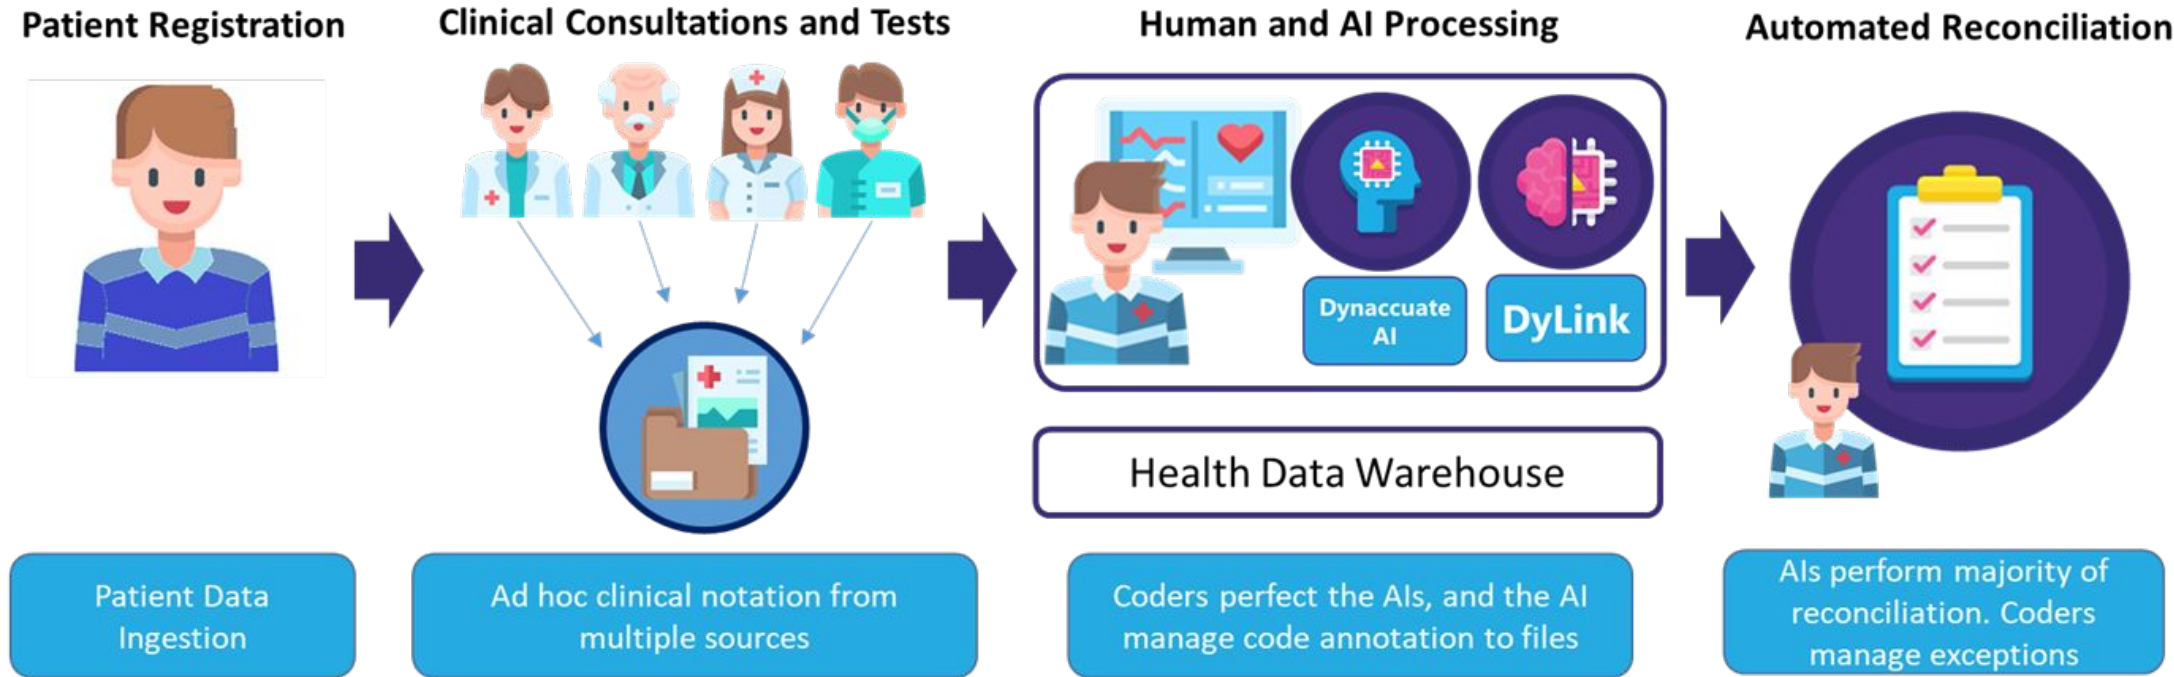 Patient Registration
Clinical Consultations and Tests
Human and AI Processing
Automated Reconciliation
Dynaccuate
AI
DyLink
Health Data Warehouse
Patient Data
Ingestion
Ad hoc clinical notation from
multiple sources
Coders perfect the AIs, and the AI
manage code annotation to files
AIs perform majority of
reconciliation. Coders
manage exceptions